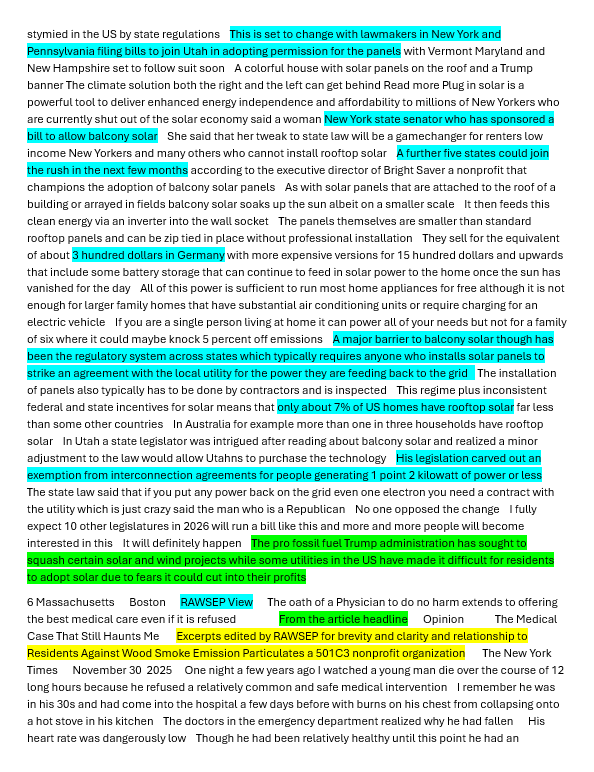 stymied in the US by state regulations This is set to change with lawmakers in New York and
Pennsylvania filing bills to join Utah in adopting permission for the panels with Vermont Maryland and
New Hampshire set to follow suit soon A colorful house with solar panels on the roof and a Trump
banner The climate solution both the right and the left can get behind Read more Plug in solar is a
powerful tool to deliver enhanced energy independence and affordability to millions of New Yorkers who
are currently shut out of the solar economy said a woman New York state senator who has sponsored a
bill to allow balcony solar She said that her tweak to state law will be a gamechanger for renters low
income New Yorkers and many others who cannot install rooftop solar A further five states could join
the rush in the next few months according to the executive director of Bright Saver a nonprofit that
champions the adoption of balcony solar panels As with solar panels that are attached to the roof of a
building or arrayed in fields balcony solar soaks up the sun albeit on a smaller scale It then feeds this
clean energy via an inverter into the wall socket The panels themselves are smaller than standard
rooftop panels and can be zip tied in place without professional installation They sell for the equivalent
of about 3 hundred dollars in Germany with more expensive versions for 15 hundred dollars and upwards
that include some battery storage that can continue to feed in solar power to the home once the sun has
vanished for the day All of this power is sufficient to run most home appliances for free although it is not
enough for larger family homes that have substantial air conditioning units or require charging for an
electric vehicle If you are a single person living at home it can power all of your needs but not for a family
of six where it could maybe knock 5 percent off emissions A major barrier to balcony solar though has
been the regulatory system across states which typically requires anyone who installs solar panels to
strike an agreement with the local utility for the power they are feeding back to the grid The installation
of panels also typically has to be done by contractors and is inspected This regime plus inconsistent
federal and state incentives for solar means that only about 7% of US homes have rooftop solar far less
than some other countries In Australia for example more than one in three households have rooftop
solar In Utah a state legislator was intrigued after reading about balcony solar and realized a minor
adjustment to the law would allow Utahns to purchase the technology His legislation carved out an
exemption from interconnection agreements for people generating 1 point 2 kilowatt of power or less
The state law said that if you put any power back on the grid even one electron you need a contract with
the utility which is just crazy said the man who is a Republican No one opposed the change I fully
expect 10 other legislatures in 2026 will run a bill like this and more and more people will become
interested in this It will definitely happen The pro fossil fuel Trump administration has sought to
squash certain solar and wind projects while some utilities in the US have made it difficult for residents
to adopt solar due to fears it could cut into their profits
6 Massachusetts Boston RAWSEP View The oath of a Physician to do no harm extends to offering
the best medical care even if it is refused From the article headline Opinion The Medical
Case That Still Haunts Me Excerpts edited by RAWSEP for brevity and clarity and relationship to
Residents Against Wood Smoke Emission Particulates a 501C3 nonprofit organization The New York
Times November 30 2025 One night a few years ago I watched a young man die over the course of 12
long hours because he refused a relatively common and safe medical intervention I remember he was
in his 30s and had come into the hospital a few days before with burns on his chest from collapsing onto
a hot stove in his kitchen The doctors in the emergency department realized why he had fallen His
heart rate was dangerously low Though he had been relatively healthy until this point he had an